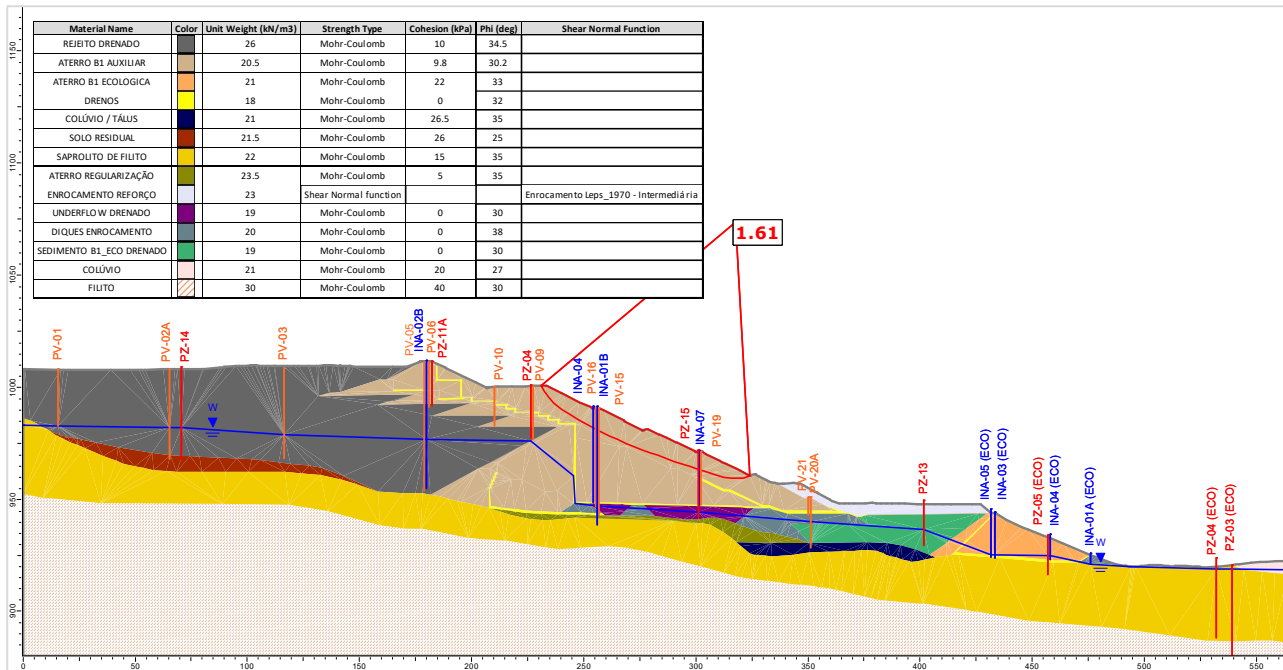 Material Name Color Unit Weight (kN/m3) Strength Type Cohesion (kPa) Phi (deg) Shear Normal Function
REJEITO DRENADO 26 Mohr-Coulomb 10 34.5
ATERRO B1 AUXILIAR 20.5 Mohr-Coulomb 9.8 30.2
ATERRO B1 ECOLOGICA 21 Mohr-Coulomb 22 33
DRENOS 18 Mohr-Coulomb 0 32
COLÚVIO / TÁLUS 21 Mohr-Coulomb 26.5 35
SOLO RESIDUAL 21.5 Mohr-Coulomb 26 25
SAPROLITO DE FILITO 22 Mohr-Coulomb 15 35
ATERRO REGULARIZAÇÃO 23.5 Mohr-Coulomb 5 35
ENROCAMENTO REFORÇO 23 Shear Normal function Enrocamento Leps_1970 - Intermediária
UNDERFLOW DRENADO 19 Mohr-Coulomb 0 30
DIQUES ENROCAMENTO 20 Mohr-Coulomb 0 38
SEDIMENTO B1_ECO DRENADO 19 Mohr-Coulomb 0 30
COLÚVIO 21 Mohr-Coulomb 20 27
FILITO 30 Mohr-Coulomb 40 30
1.61
1150
1100
1050
1000
950
900
PV-01
PV-02A
PZ-14
PV-03
PV-05
INA-02B
PV-06
PZ-11A
PV-10
PZ-04
PV-09
INA-04
PV-16
INA-01B
PV-15
PZ-15
INA-07
PV-19
PV-21
PV-20A
PZ-13
INA-05 (ECO)
INA-03 (ECO)
PZ-05 (ECO)
INA-04 (ECO)
INA-01A (ECO)
PZ-04 (ECO)
PZ-03 (ECO)
W
W
0 50 100 150 200 250 300 350 400 450 500 550